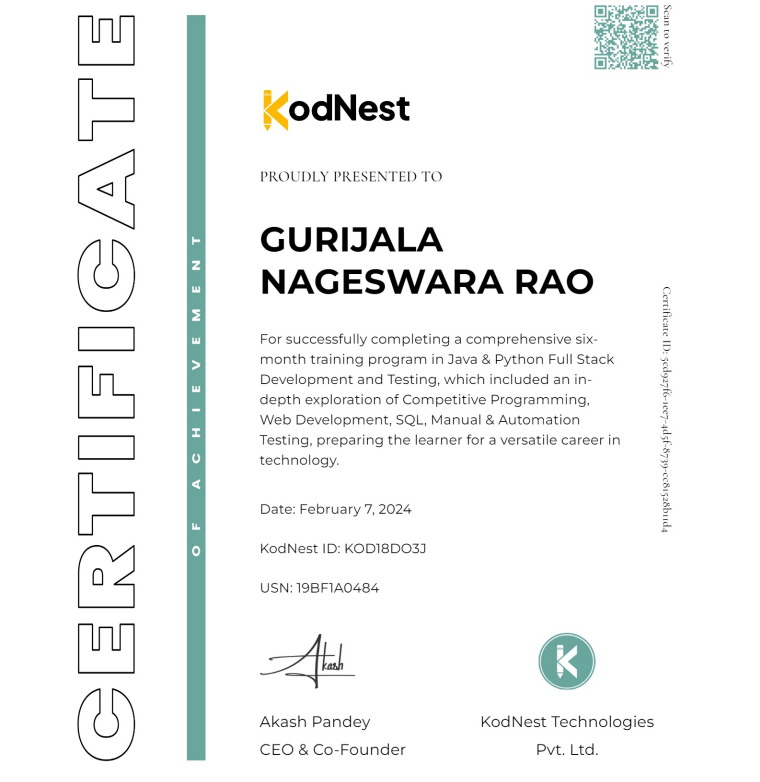 CERTIFICATE
OF ACHIEVEMENT
Scan to verify
KodNest
PROUDLY PRESENTED TO
GURIJALA
NAGESWARA RAO
For successfully completing a comprehensive six-
month training program in Java & Python Full Stack
Development and Testing, which included an in-
depth exploration of Competitive Programming,
Web Development, SQL, Manual & Automation
Testing, preparing the learner for a versatile career in
technology.
Certificate ID: 5cd927f6-1ee7-4d5f-8739-cc81528b11d4
Date: February 7, 2024
KodNest ID: KOD18DO3J
USN: 19BF1A0484
Akash
Akash Pandey
CEO & Co-Founder
KodNest Technologies
Pvt. Ltd.